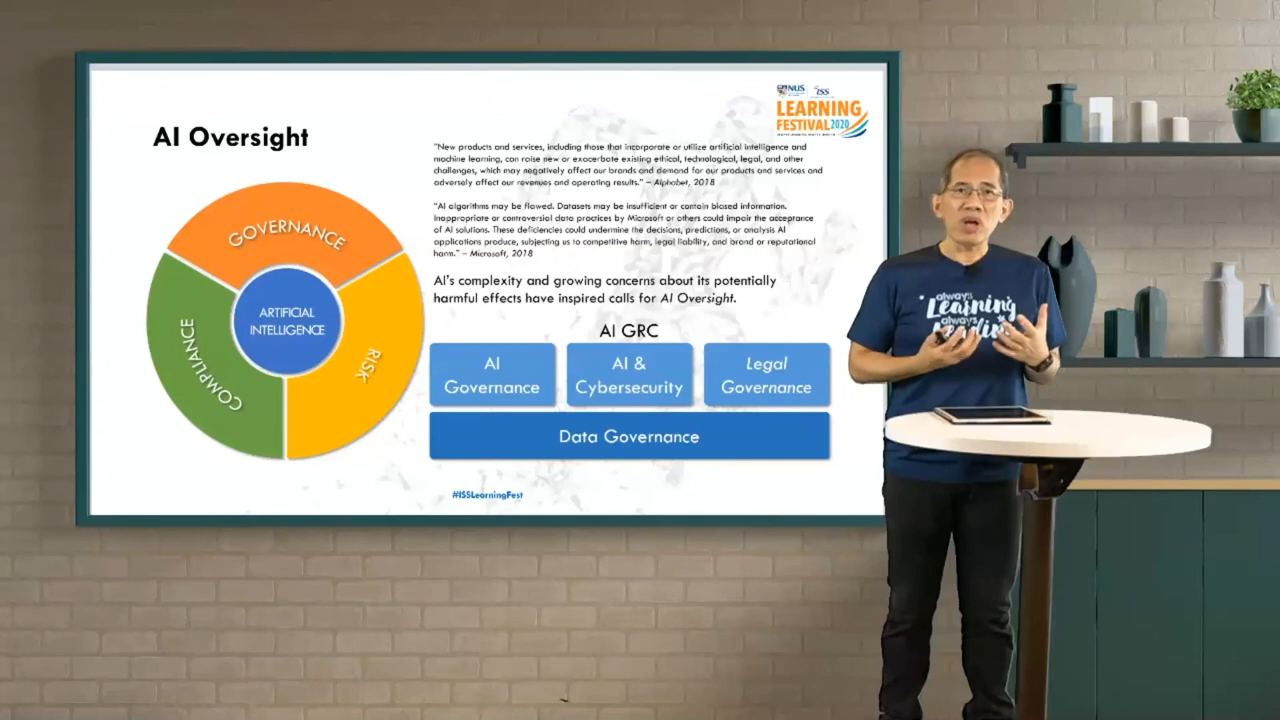 NUS
ISS
LEARNING
FESTIVAL 2020
AI Oversight
"New products and services, including those that incorporate or utilize artificial intelligence and
machine learning, can raise new or exacerbate existing ethical, technological, legal, and other
challenges, which may negatively affect our brands and demand for our products and services and
adversely affect our revenues and operating results." – Alphabet, 2018
"AI algorithms may be flawed. Datasets may be insufficient or contain biased information.
Inappropriate or controversial data practices by Microsoft or others could impair the acceptance
of AI solutions. These deficiencies could undermine the decisions, predictions, or analysis AI
applications produce, subjecting us to competitive harm, legal liability, and brand or reputational
harm." – Microsoft, 2018
AI's complexity and growing concerns about its potentially
harmful effects have inspired calls for AI Oversight.
GOVERNANCE
COMPLIANCE
RISK
ARTIFICIAL
INTELLIGENCE
AI GRC
AI
Governance
AI &
Cybersecurity
Legal
Governance
Data Governance
#ISSLearningFest
always
Learning
always